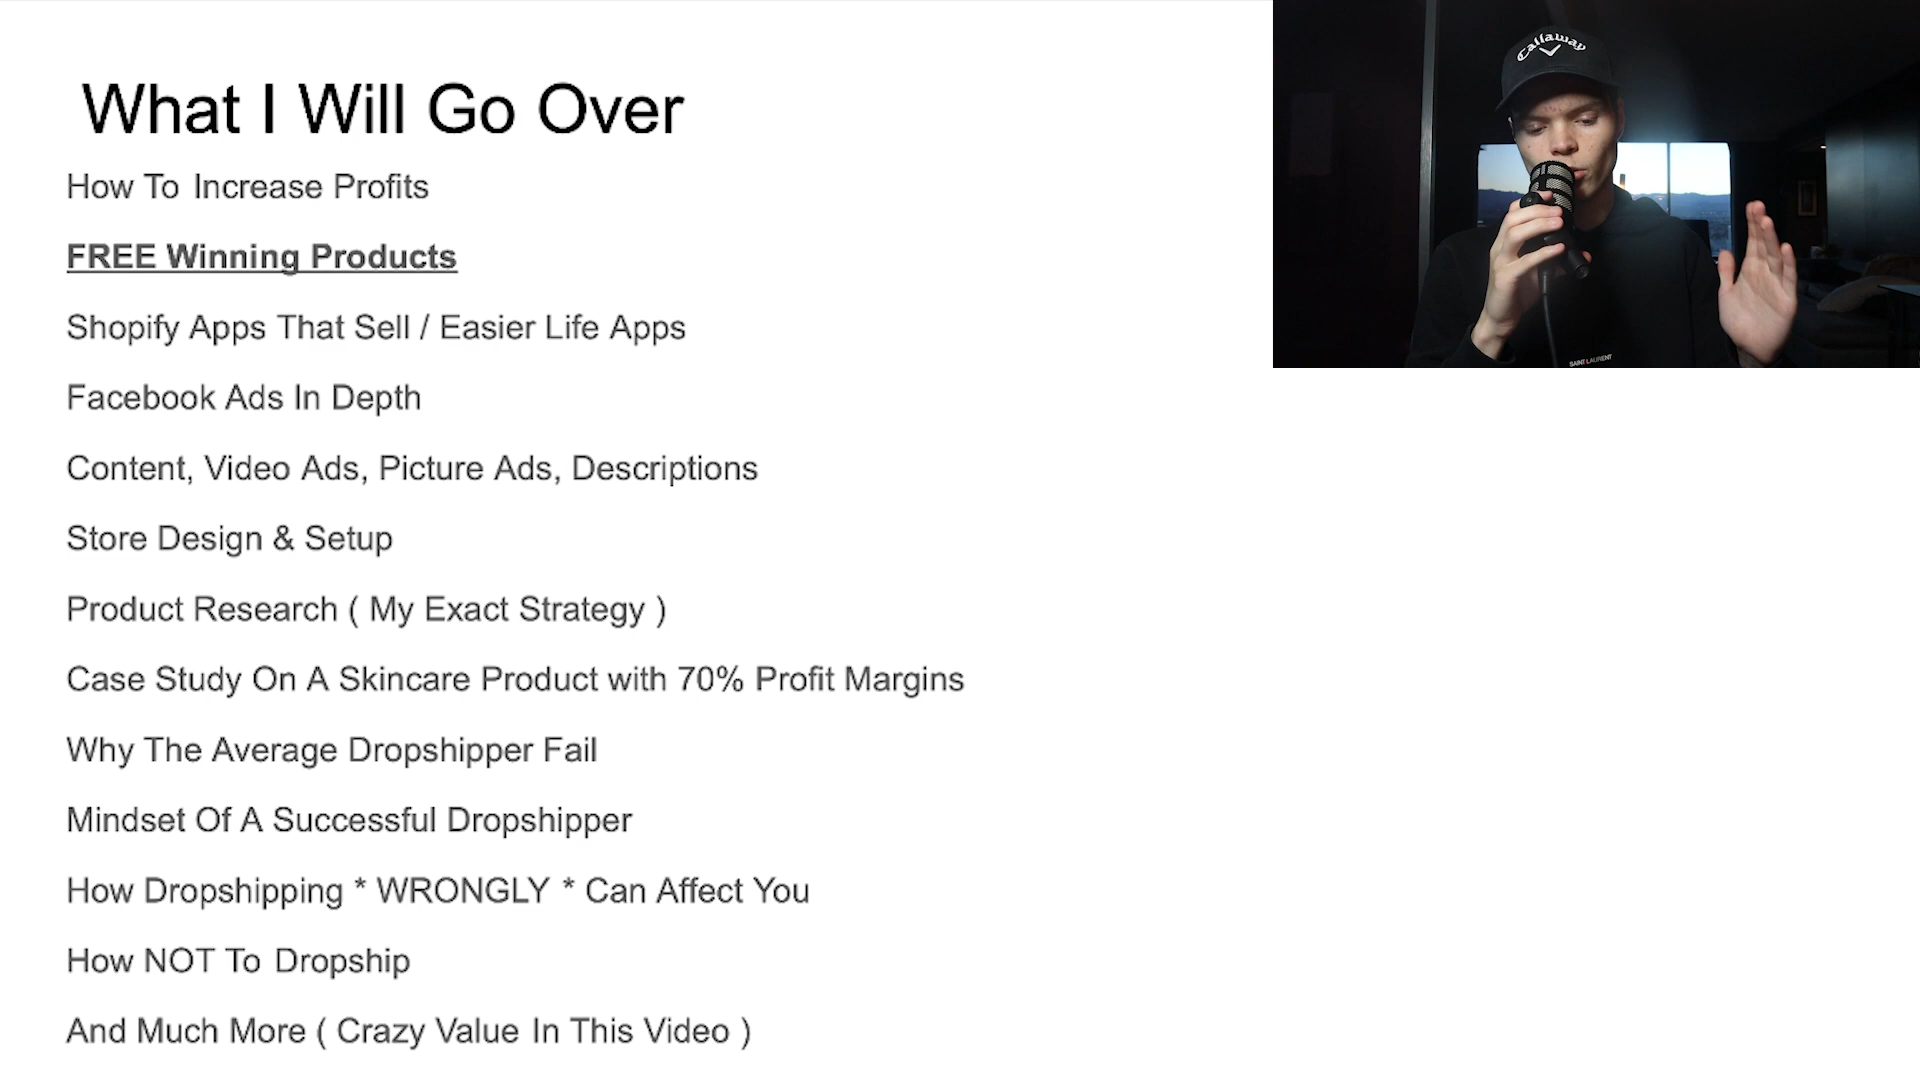 What I Will Go Over
How To Increase Profits
FREE Winning Products
Shopify Apps That Sell / Easier Life Apps
Facebook Ads In Depth
Content, Video Ads, Picture Ads, Descriptions
Store Design & Setup
Product Research ( My Exact Strategy )
Case Study On A Skincare Product with 70% Profit Margins
Why The Average Dropshipper Fail
Mindset Of A Successful Dropshipper
How Dropshipping * WRONGLY * Can Affect You
How NOT To Dropship
And Much More ( Crazy Value In This Video )
Callaway
SAINT LAURENT